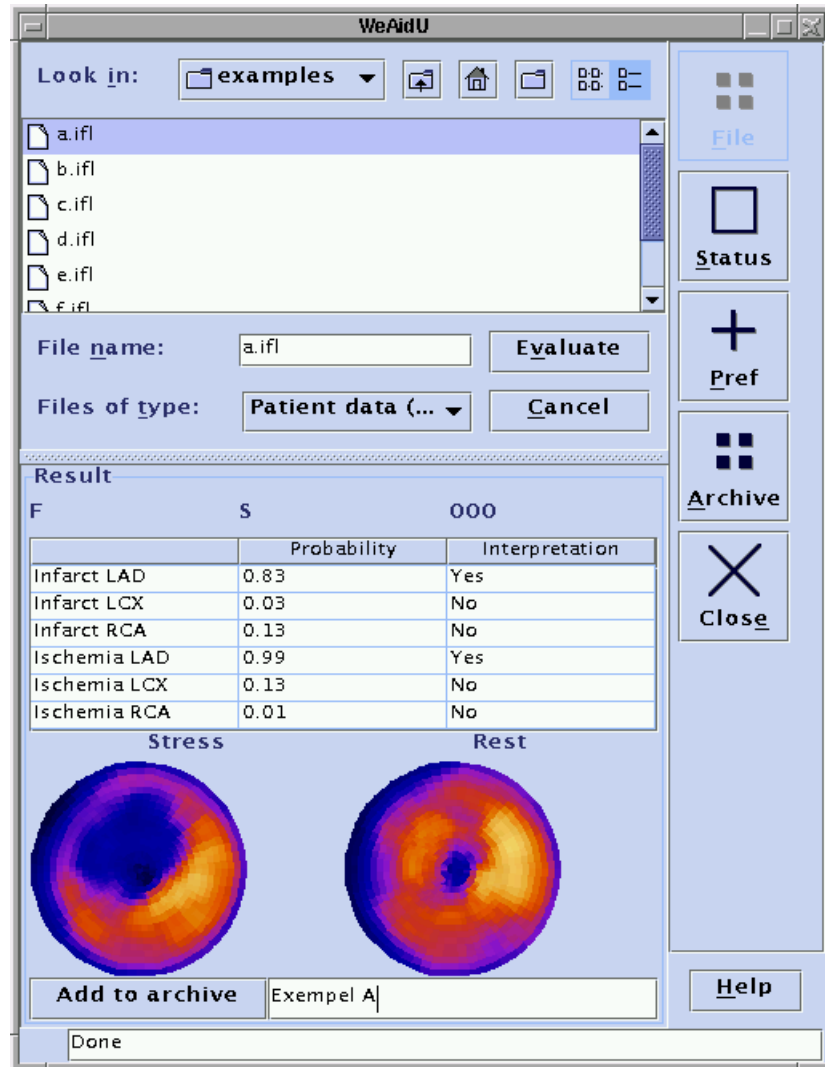 WeAidU
Look in: examples
a.ifl
b.ifl
c.ifl
d.ifl
e.ifl
f.ifl
File name: a.ifl Evaluate
Files of type: Patient data (... Cancel
File
Status
Pref
Archive
Close
Result
F S OOO
Probability Interpretation
Infarct LAD 0.83 Yes
Infarct LCX 0.03 No
Infarct RCA 0.13 No
Ischemia LAD 0.99 Yes
Ischemia LCX 0.13 No
Ischemia RCA 0.01 No
Stress Rest
Add to archive Exempel A
Help
Done